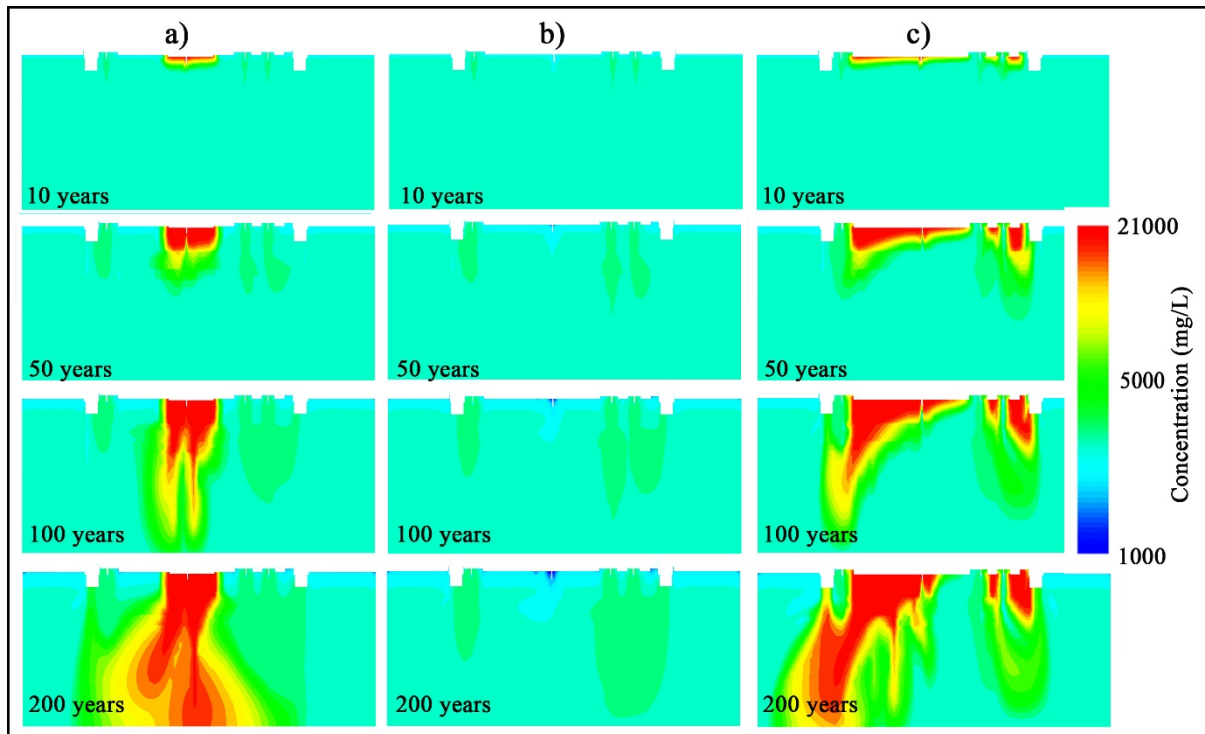 a) b) c)
10 years 10 years 10 years
50 years 50 years 50 years
100 years 100 years 100 years
200 years 200 years 200 years
21000
5000
1000
Concentration (mg/L)